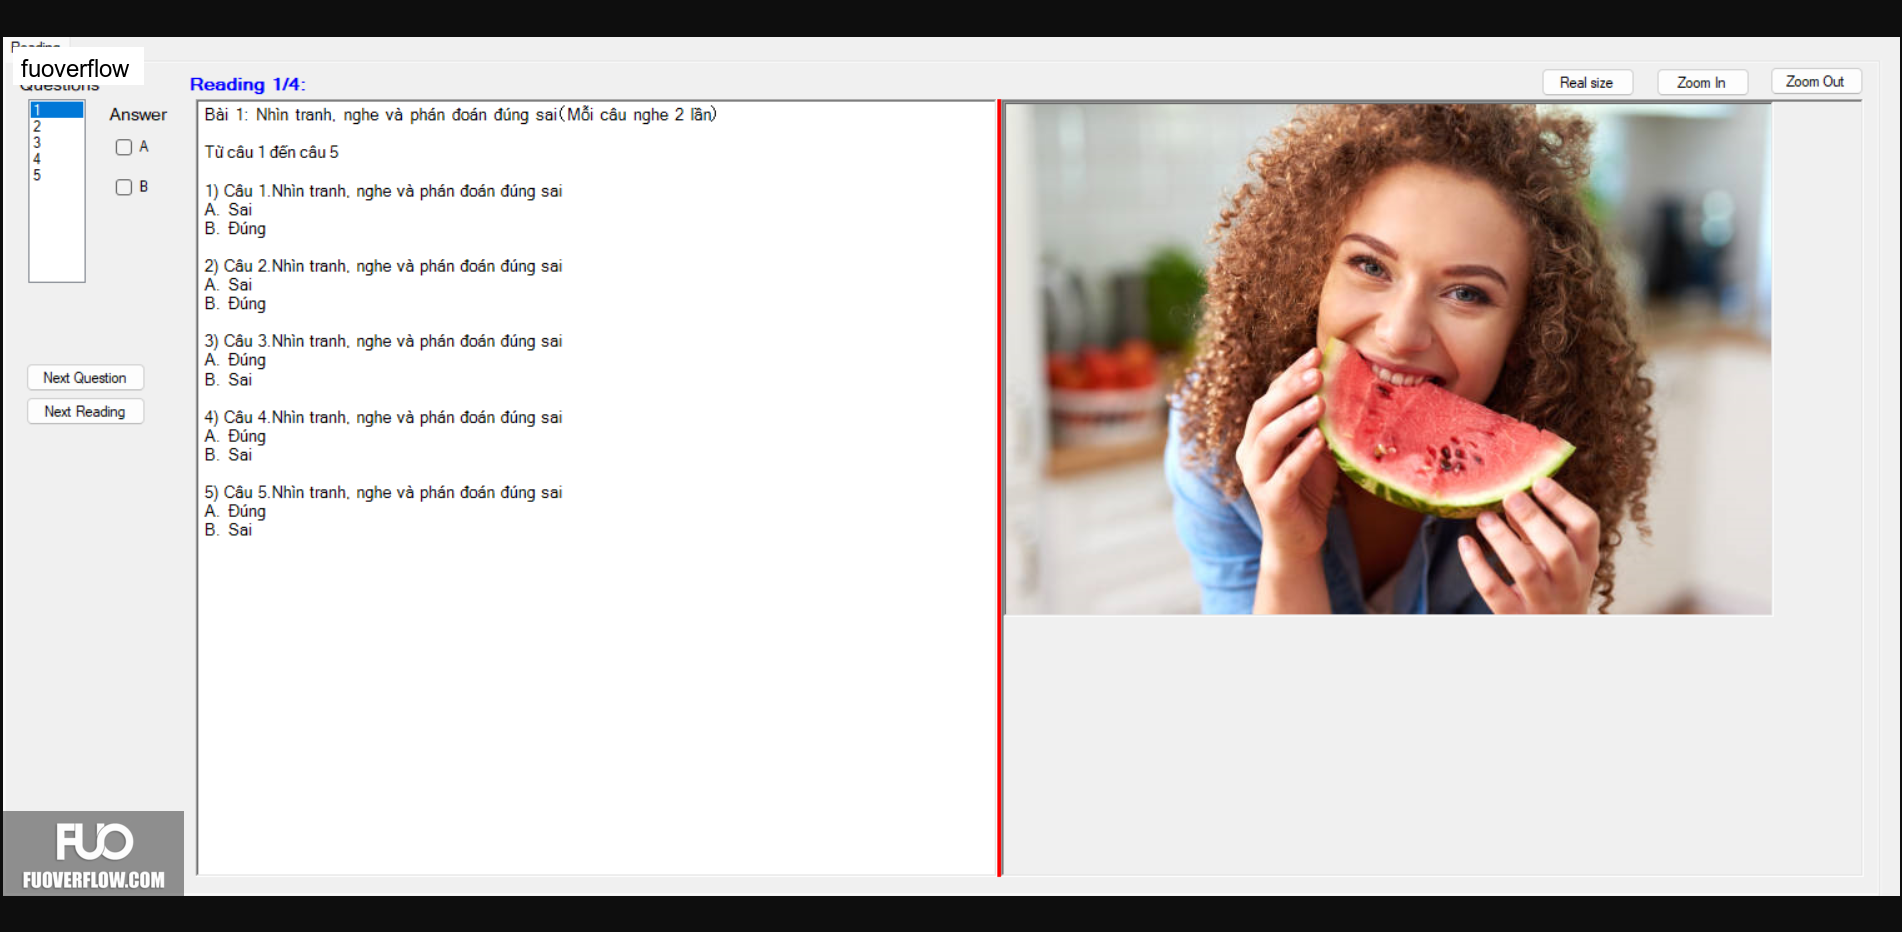 Reading
fuoverflow
Questions
Reading 1/4:
Real size
Zoom In
Zoom Out
1
2
3
4
5
Answer
A
B
Next Question
Next Reading
Bài 1: Nhìn tranh, nghe và phán đoán đúng sai(Mỗi câu nghe 2 lần)
Từ câu 1 đến câu 5
1) Câu 1.Nhìn tranh, nghe và phán đoán đúng sai
A. Sai
B. Đúng
2) Câu 2.Nhìn tranh, nghe và phán đoán đúng sai
A. Sai
B. Đúng
3) Câu 3.Nhìn tranh, nghe và phán đoán đúng sai
A. Đúng
B. Sai
4) Câu 4.Nhìn tranh, nghe và phán đoán đúng sai
A. Đúng
B. Sai
5) Câu 5.Nhìn tranh, nghe và phán đoán đúng sai
A. Đúng
B. Sai
FUO
FUOVERFLOW.COM